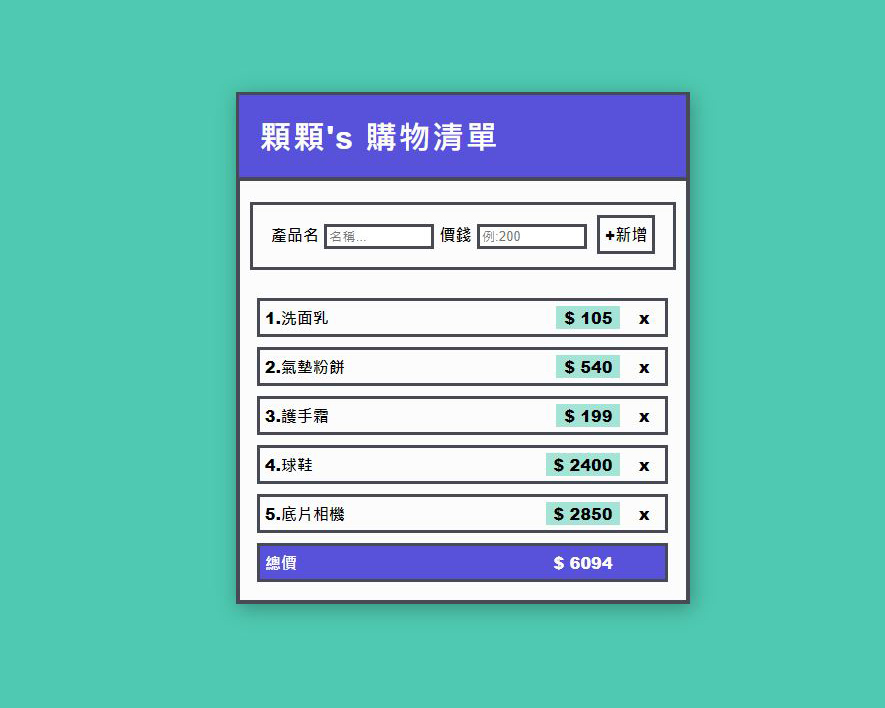 顆顆's 購物清單
產品名 名稱... 價錢 例:200 +新增
1.洗面乳 $ 105 x
2.氣墊粉餅 $ 540 x
3.護手霜 $ 199 x
4.球鞋 $ 2400 x
5.底片相機 $ 2850 x
總價 $ 6094